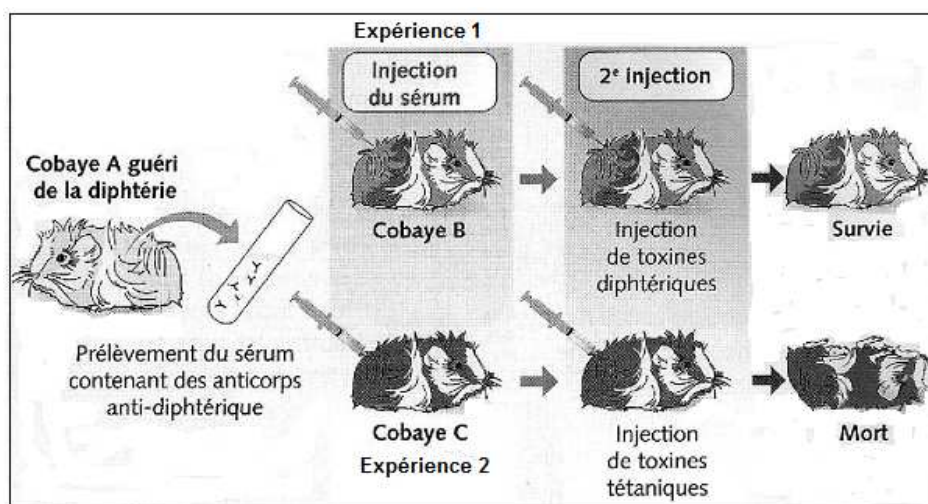 Expérience 1
Injection
du sérum
2e injection
Cobaye A guéri
de la diphtérie
Cobaye B
Injection
de toxines
diphtériques
Survie
Prélèvement du sérum
contenant des anticorps
anti-diphtérique
Cobaye C
Expérience 2
Injection
de toxines
tétaniques
Mort